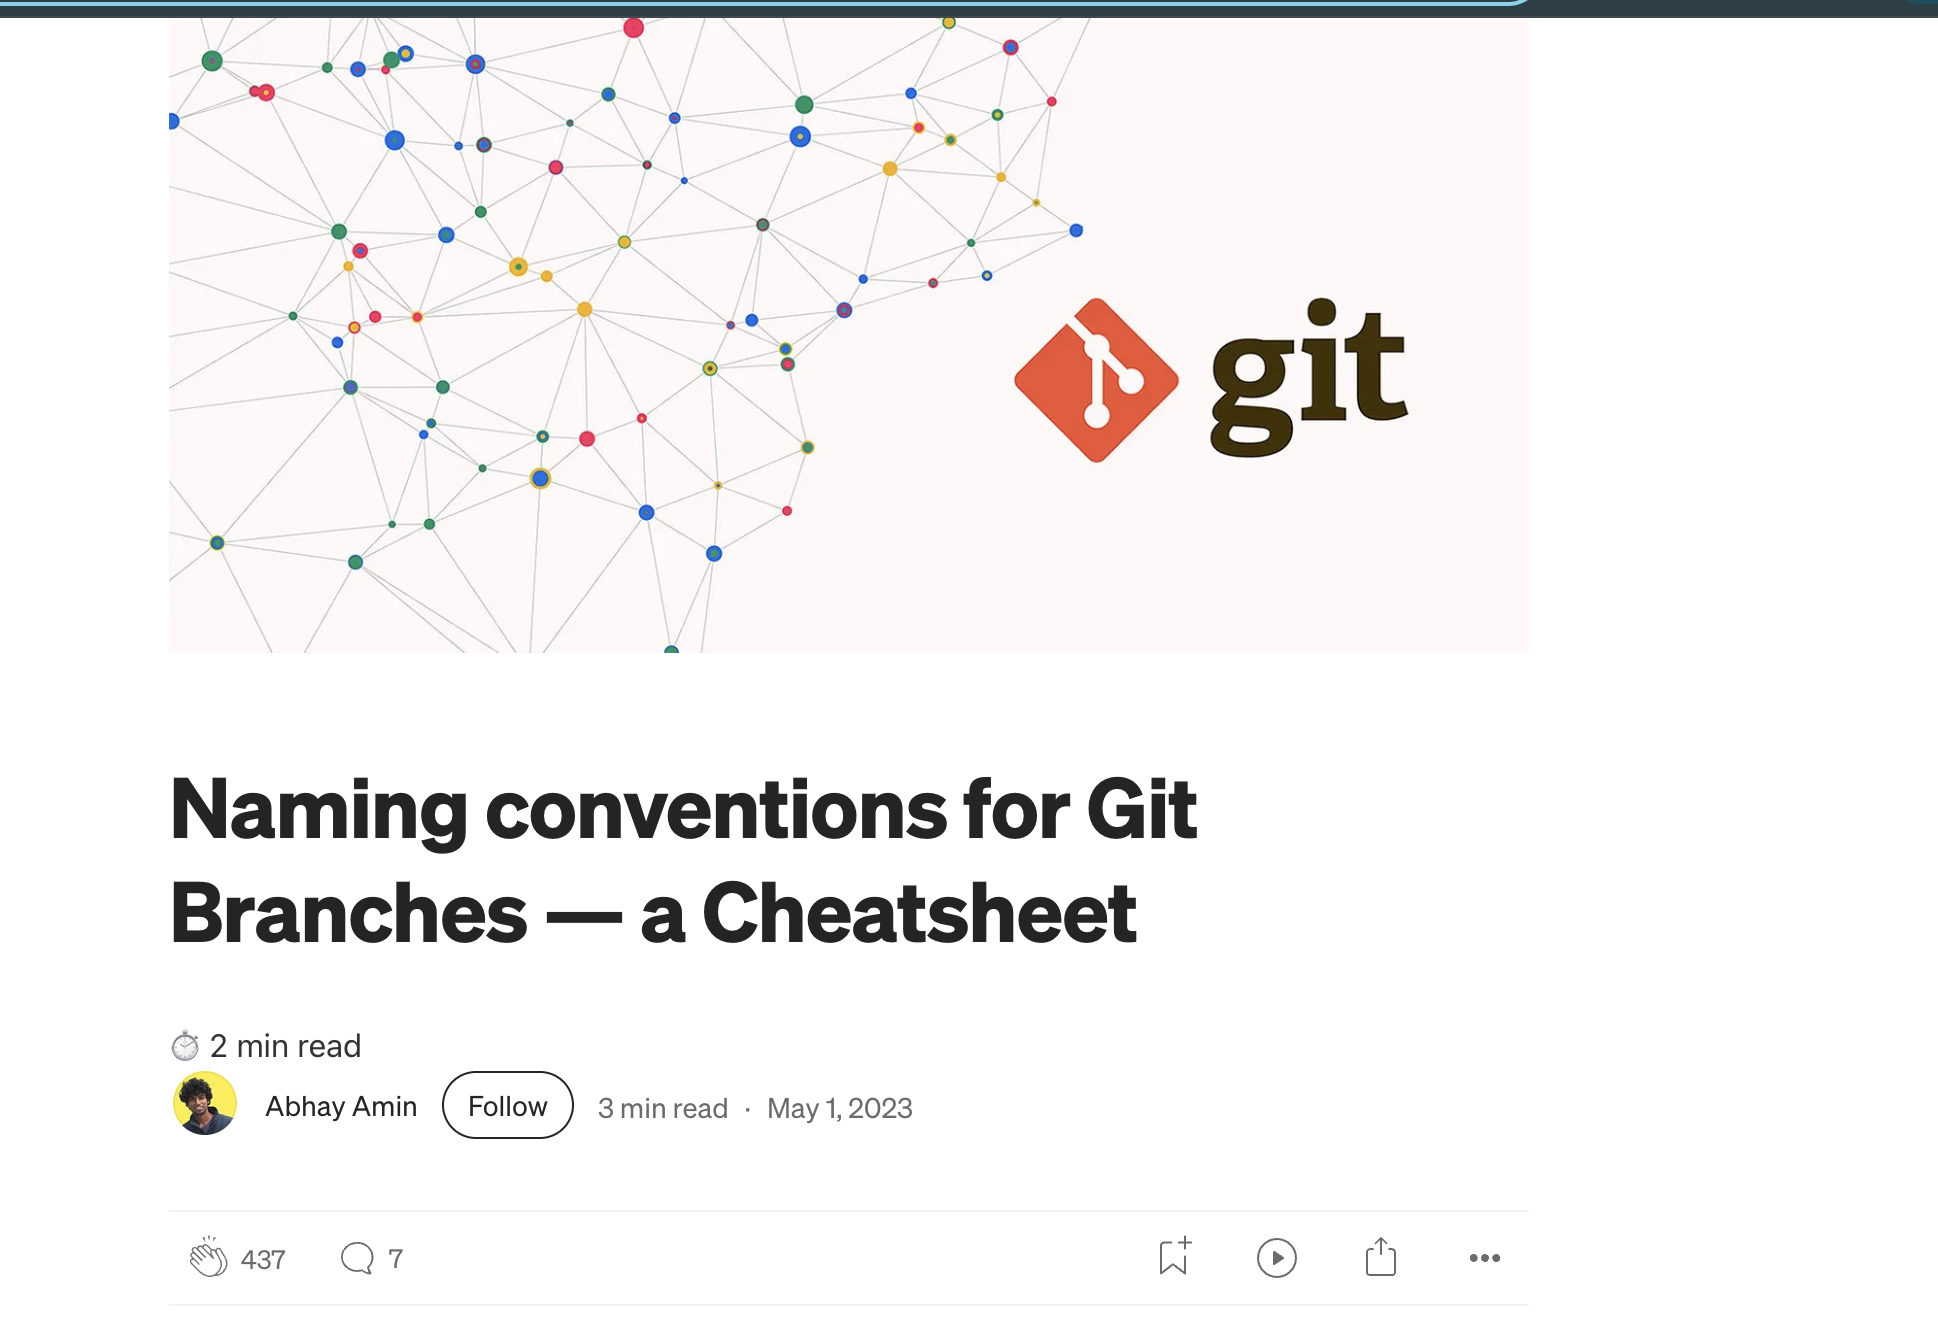 git
Naming conventions for Git
Branches — a Cheatsheet
2 min read
Abhay Amin Follow 3 min read · May 1, 2023
437 7